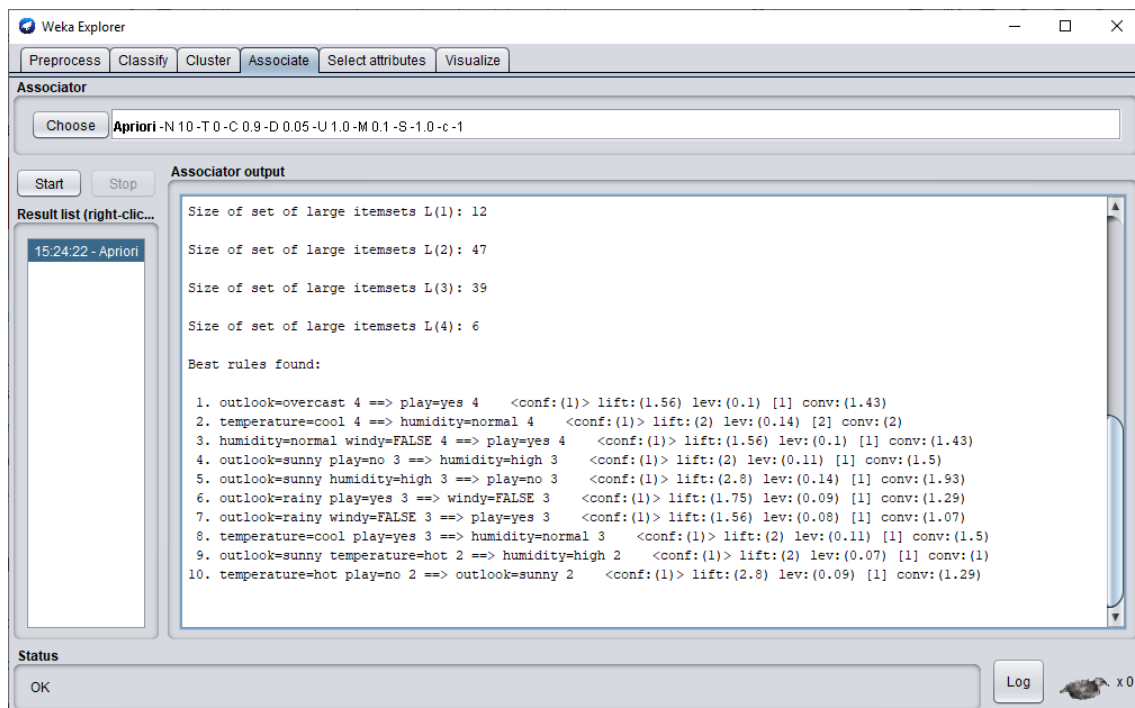 Weka Explorer
Preprocess Classify Cluster Associate Select attributes Visualize
Associator
Choose Apriori -N 10 -T 0 -C 0.9 -D 0.05 -U 1.0 -M 0.1 -S -1.0 -c -1
Start Stop
Result list (right-clic...
15:24:22 - Apriori
Associator output
Size of set of large itemsets L(1): 12
Size of set of large itemsets L(2): 47
Size of set of large itemsets L(3): 39
Size of set of large itemsets L(4): 6
Best rules found:
1. outlook=overcast 4 ==> play=yes 4 <conf:(1)> lift:(1.56) lev:(0.1) [1] conv:(1.43)
2. temperature=cool 4 ==> humidity=normal 4 <conf:(1)> lift:(2) lev:(0.14) [2] conv:(2)
3. humidity=normal windy=FALSE 4 ==> play=yes 4 <conf:(1)> lift:(1.56) lev:(0.1) [1] conv:(1.43)
4. outlook=sunny play=no 3 ==> humidity=high 3 <conf:(1)> lift:(2) lev:(0.11) [1] conv:(1.5)
5. outlook=sunny humidity=high 3 ==> play=no 3 <conf:(1)> lift:(2.8) lev:(0.14) [1] conv:(1.93)
6. outlook=rainy play=yes 3 ==> windy=FALSE 3 <conf:(1)> lift:(1.75) lev:(0.09) [1] conv:(1.29)
7. outlook=rainy windy=FALSE 3 ==> play=yes 3 <conf:(1)> lift:(1.56) lev:(0.08) [1] conv:(1.07)
8. temperature=cool play=yes 3 ==> humidity=normal 3 <conf:(1)> lift:(2) lev:(0.11) [1] conv:(1.5)
9. outlook=sunny temperature=hot 2 ==> humidity=high 2 <conf:(1)> lift:(2) lev:(0.07) [1] conv:(1)
10. temperature=hot play=no 2 ==> outlook=sunny 2 <conf:(1)> lift:(2.8) lev:(0.09) [1] conv:(1.29)
Status
OK
Log
x 0